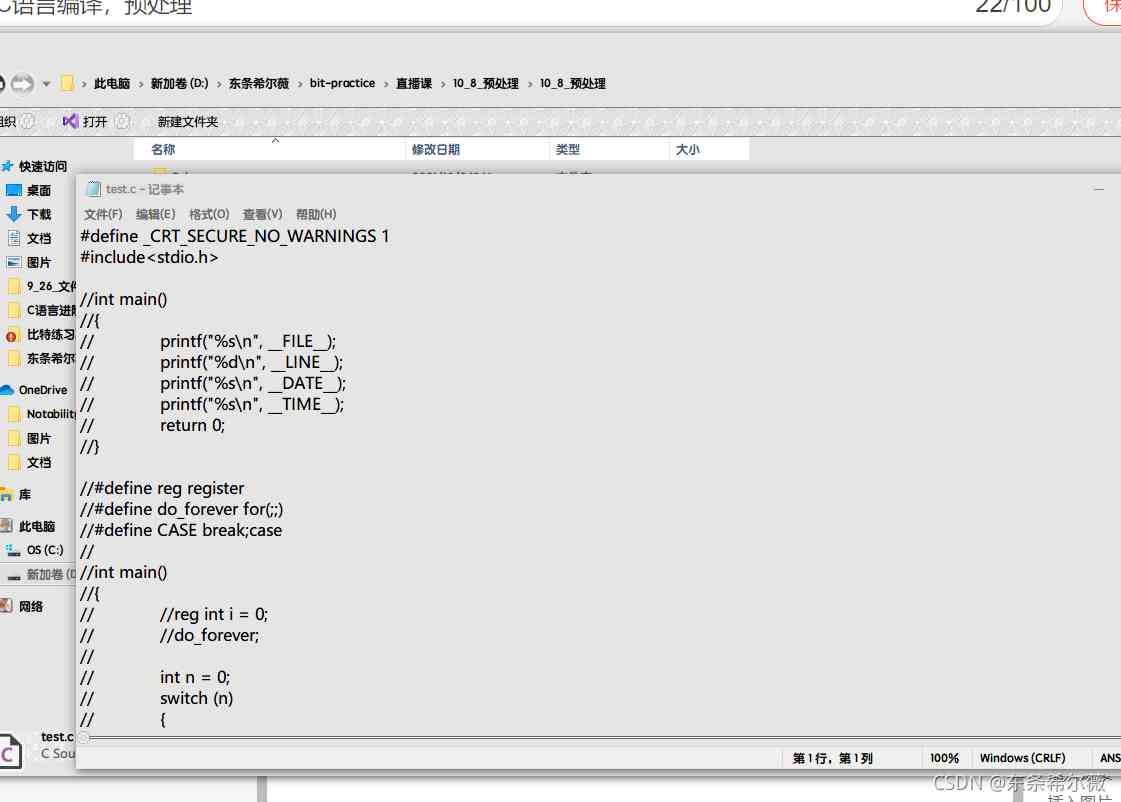 C语言编译，预处理
22/100
保
此电脑 › 新加卷 (D:) › 东条希尔薇 › bit-practice › 直播课 › 10_8_预处理 › 10_8_预处理
组织 打开 新建文件夹
名称 修改日期 类型 大小
快速访问
桌面
下载
文档
图片
9_26_文件
C语言进阶
比特练习
东条希尔
OneDrive
Notability
图片
文档
库
此电脑
OS (C:)
新加卷 (D
网络
test.c
C Sou
test.c - 记事本
文件(F) 编辑(E) 格式(O) 查看(V) 帮助(H)
#define _CRT_SECURE_NO_WARNINGS 1
#include<stdio.h>
//int main()
//{
// printf("%s\n", __FILE__);
// printf("%d\n", __LINE__);
// printf("%s\n", __DATE__);
// printf("%s\n", __TIME__);
// return 0;
//}
//#define reg register
//#define do_forever for(;;)
//#define CASE break;case
//
//int main()
//{
// //reg int i = 0;
// //do_forever;
//
// int n = 0;
// switch (n)
// {
第 1 行，第 1 列 100% Windows (CRLF) ANS
CSDN @东条希尔薇
插入图片